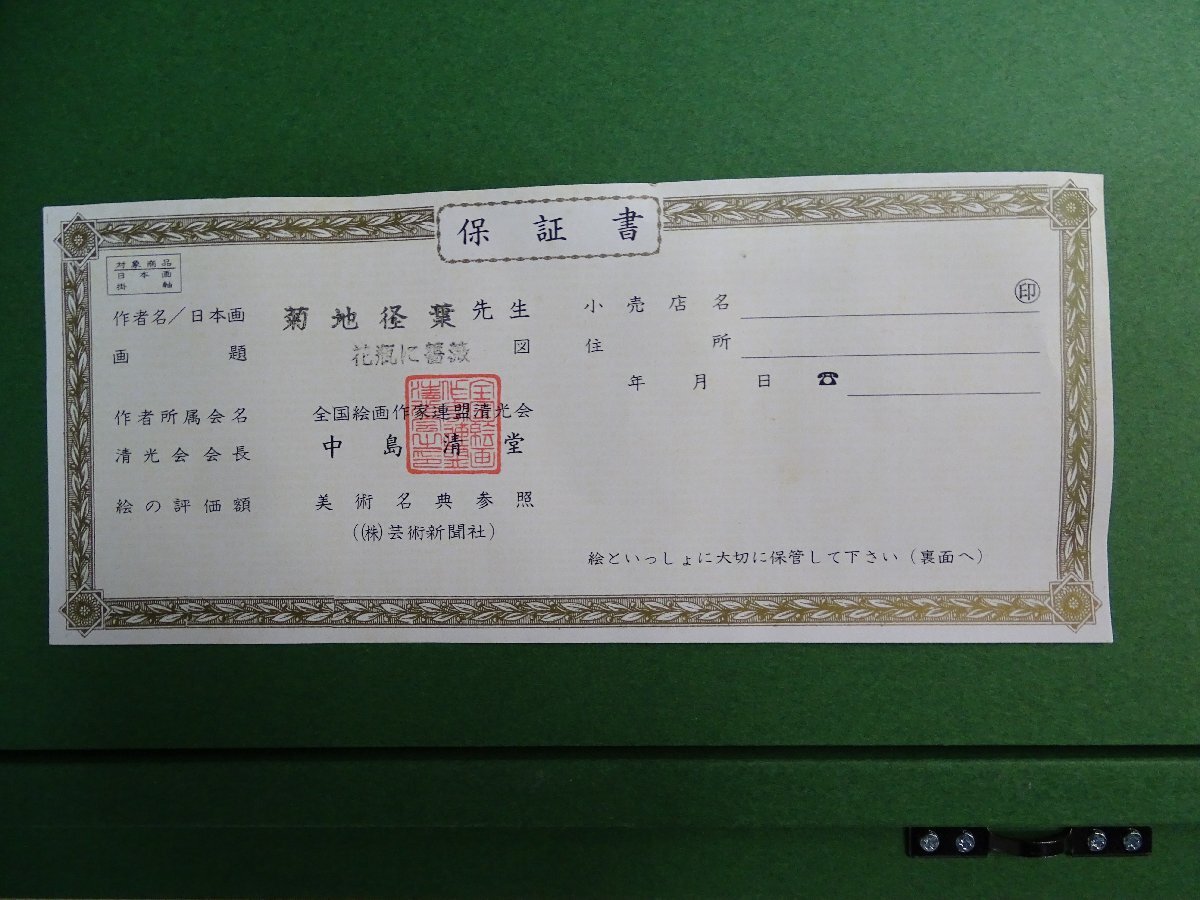 保証書
対象商品
日本画
掛軸
作者名/日本画 菊地径葉先生
画題 花瓶に薔薇図
作者所属会名 全国絵画作家連盟清光会
清光会会長 中島清堂
絵の評価額 美術名典参照
((株)芸術新聞社)
小売店名 ㊞
住所
年 月 日 ☎
絵といっしょに大切に保管して下さい(裏面へ)